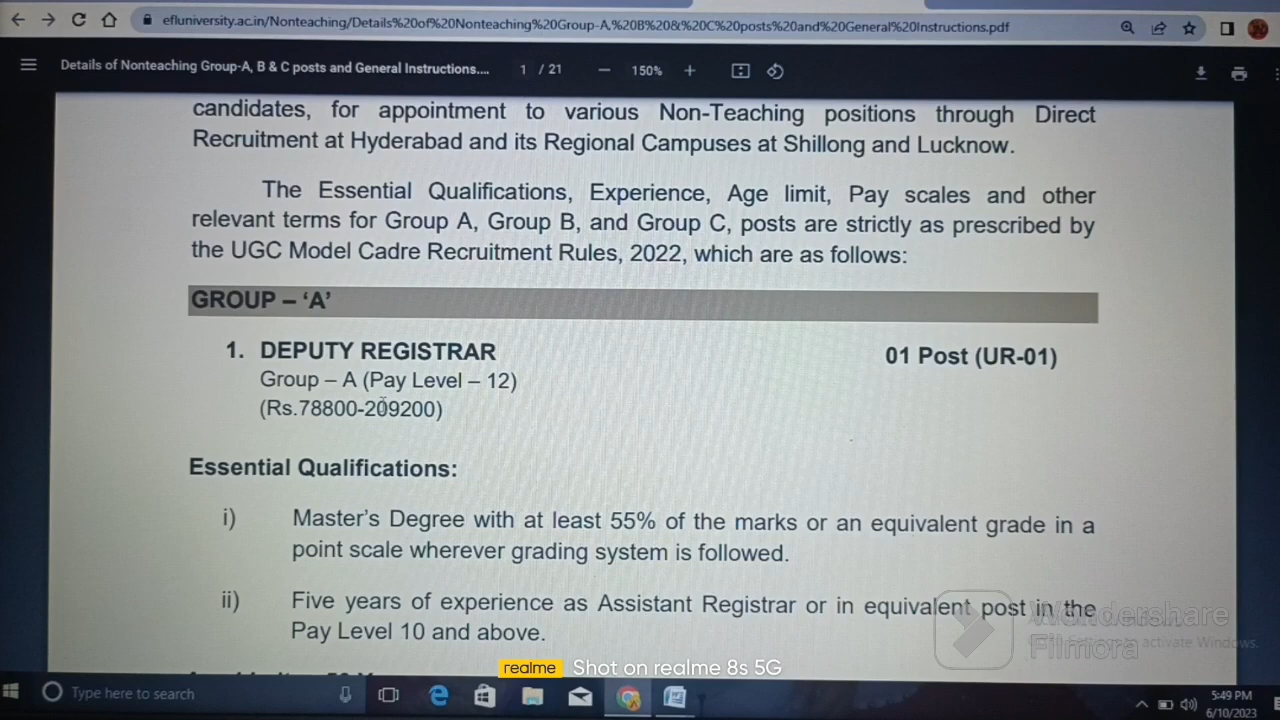 efluniversity.ac.in/Nonteaching/Details%20of%20Nonteaching%20Group-A,%20B%20&%20C%20posts%20and%20General%20Instructions.pdf
Details of Nonteaching Group-A, B & C posts and General Instructions.... 1 / 21 — 150% +
candidates, for appointment to various Non-Teaching positions through Direct
Recruitment at Hyderabad and its Regional Campuses at Shillong and Lucknow.
The Essential Qualifications, Experience, Age limit, Pay scales and other
relevant terms for Group A, Group B, and Group C, posts are strictly as prescribed by
the UGC Model Cadre Recruitment Rules, 2022, which are as follows:
GROUP – ‘A’
1. DEPUTY REGISTRAR 01 Post (UR-01)
Group – A (Pay Level – 12)
(Rs.78800-209200)
Essential Qualifications:
i) Master’s Degree with at least 55% of the marks or an equivalent grade in a
point scale wherever grading system is followed.
ii) Five years of experience as Assistant Registrar or in equivalent post in the
Pay Level 10 and above.
Wondershare
Filmora
activate Windows.
realme Shot on realme 8s 5G
Type here to search
5:49 PM
6/10/2023